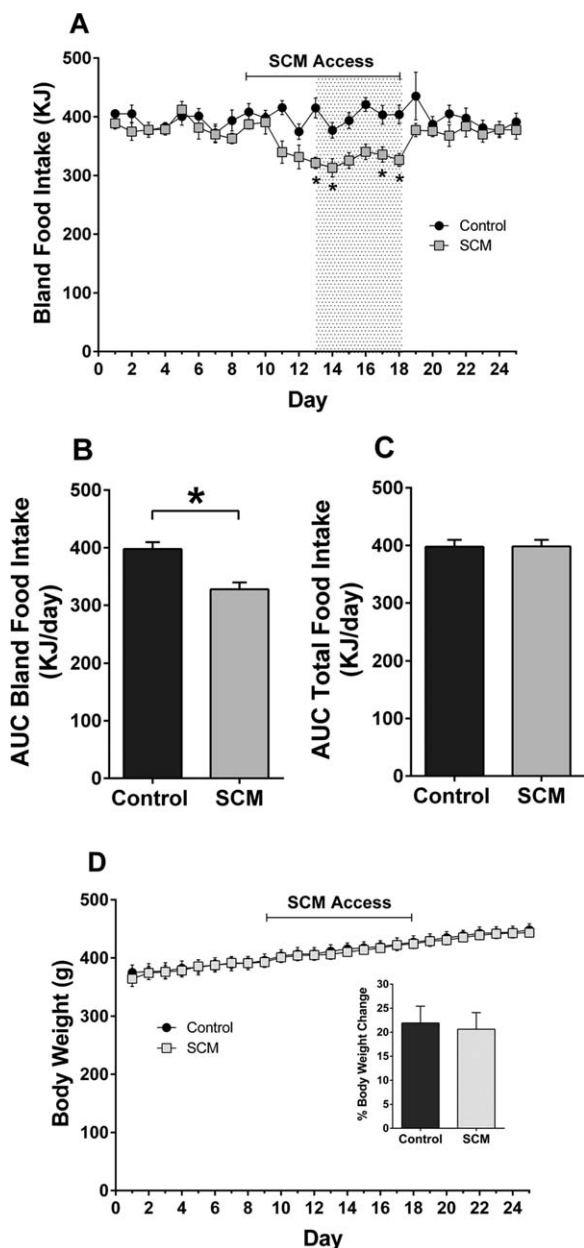 A
SCM Access
Bland Food Intake (KJ)
500
400
300
200
100
0
Control
SCM
* * * *
0 2 4 6 8 10 12 14 16 18 20 22 24
Day
B
*
AUC Bland Food Intake
(KJ/day)
500
400
300
200
100
0
Control SCM
C
AUC Total Food Intake
(KJ/day)
500
400
300
200
100
0
Control SCM
D
SCM Access
Body Weight (g)
500
400
300
200
100
0
Control
SCM
% Body Weight Change
30
25
20
15
10
5
0
Control SCM
0 2 4 6 8 10 12 14 16 18 20 22 24
Day